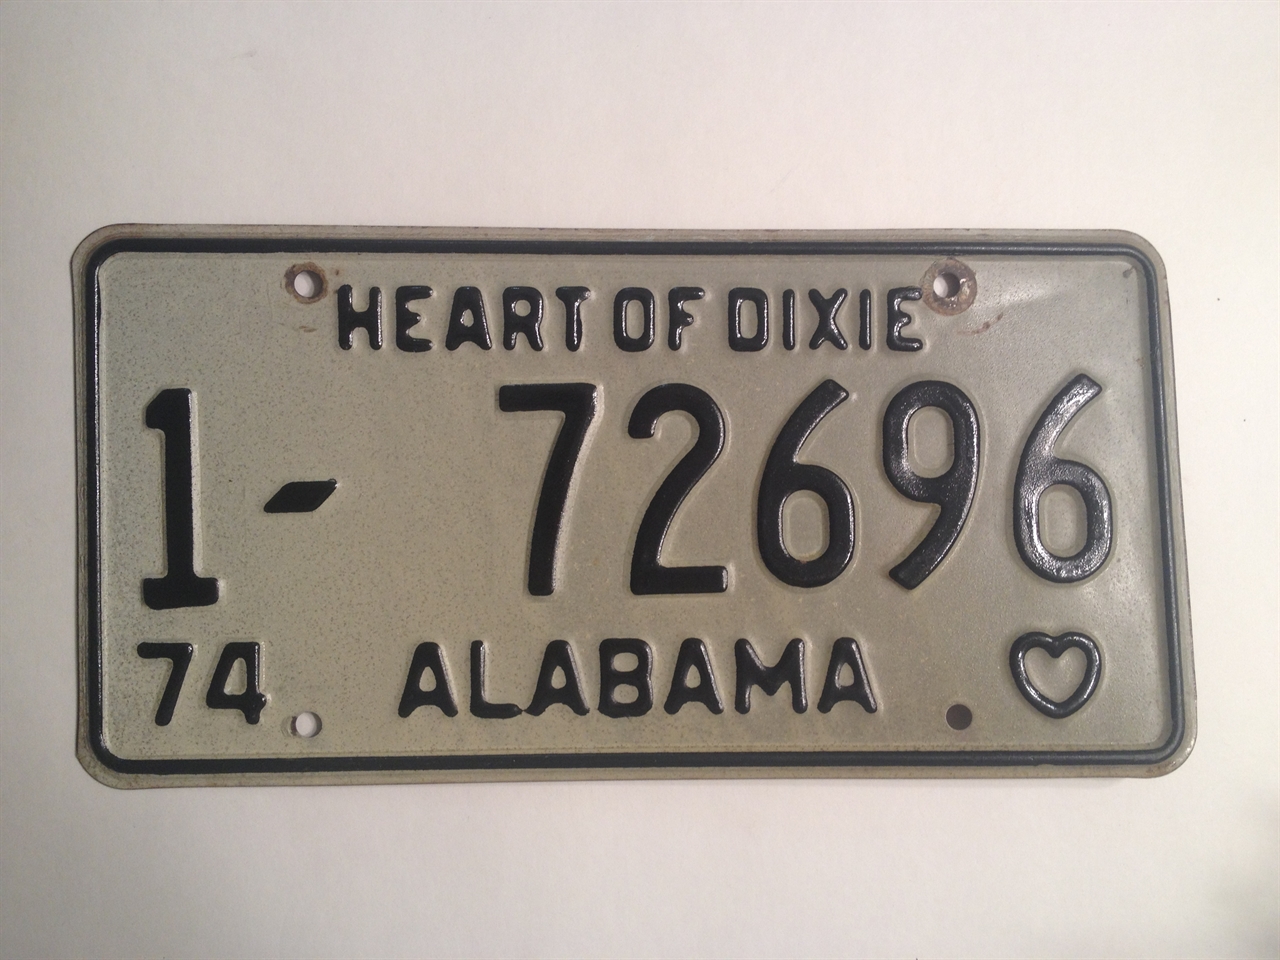 HEART OF DIXIE
1- 72696
74 ALABAMA